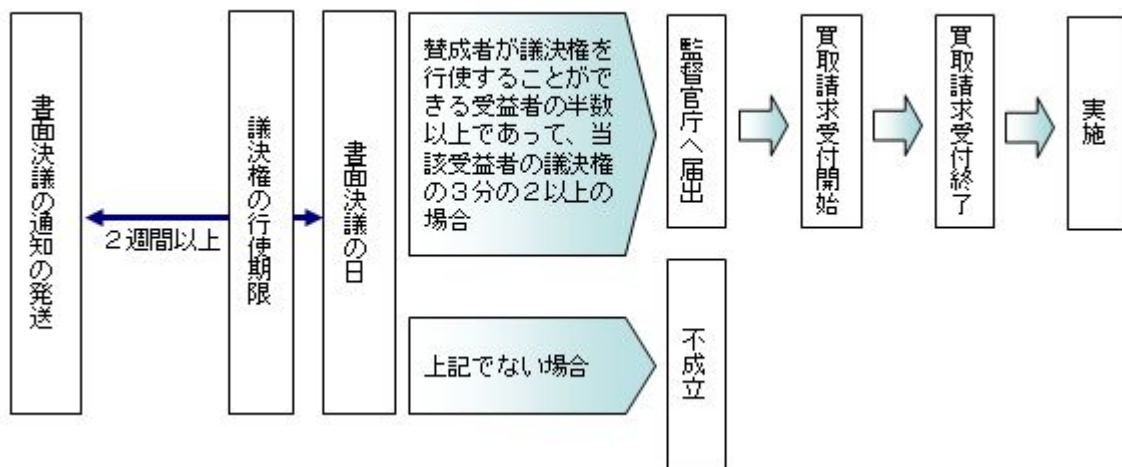 書面決議の通知の発送
２週間以上
議決権の行使期限
書面決議の日
賛成者が議決権を
行使することがで
きる受益者の半数
以上であって、当
該受益者の議決権
の３分の２以上の
場合
監督官庁へ届出
買取請求受付開始
買取請求受付終了
実施
上記でない場合
不成立